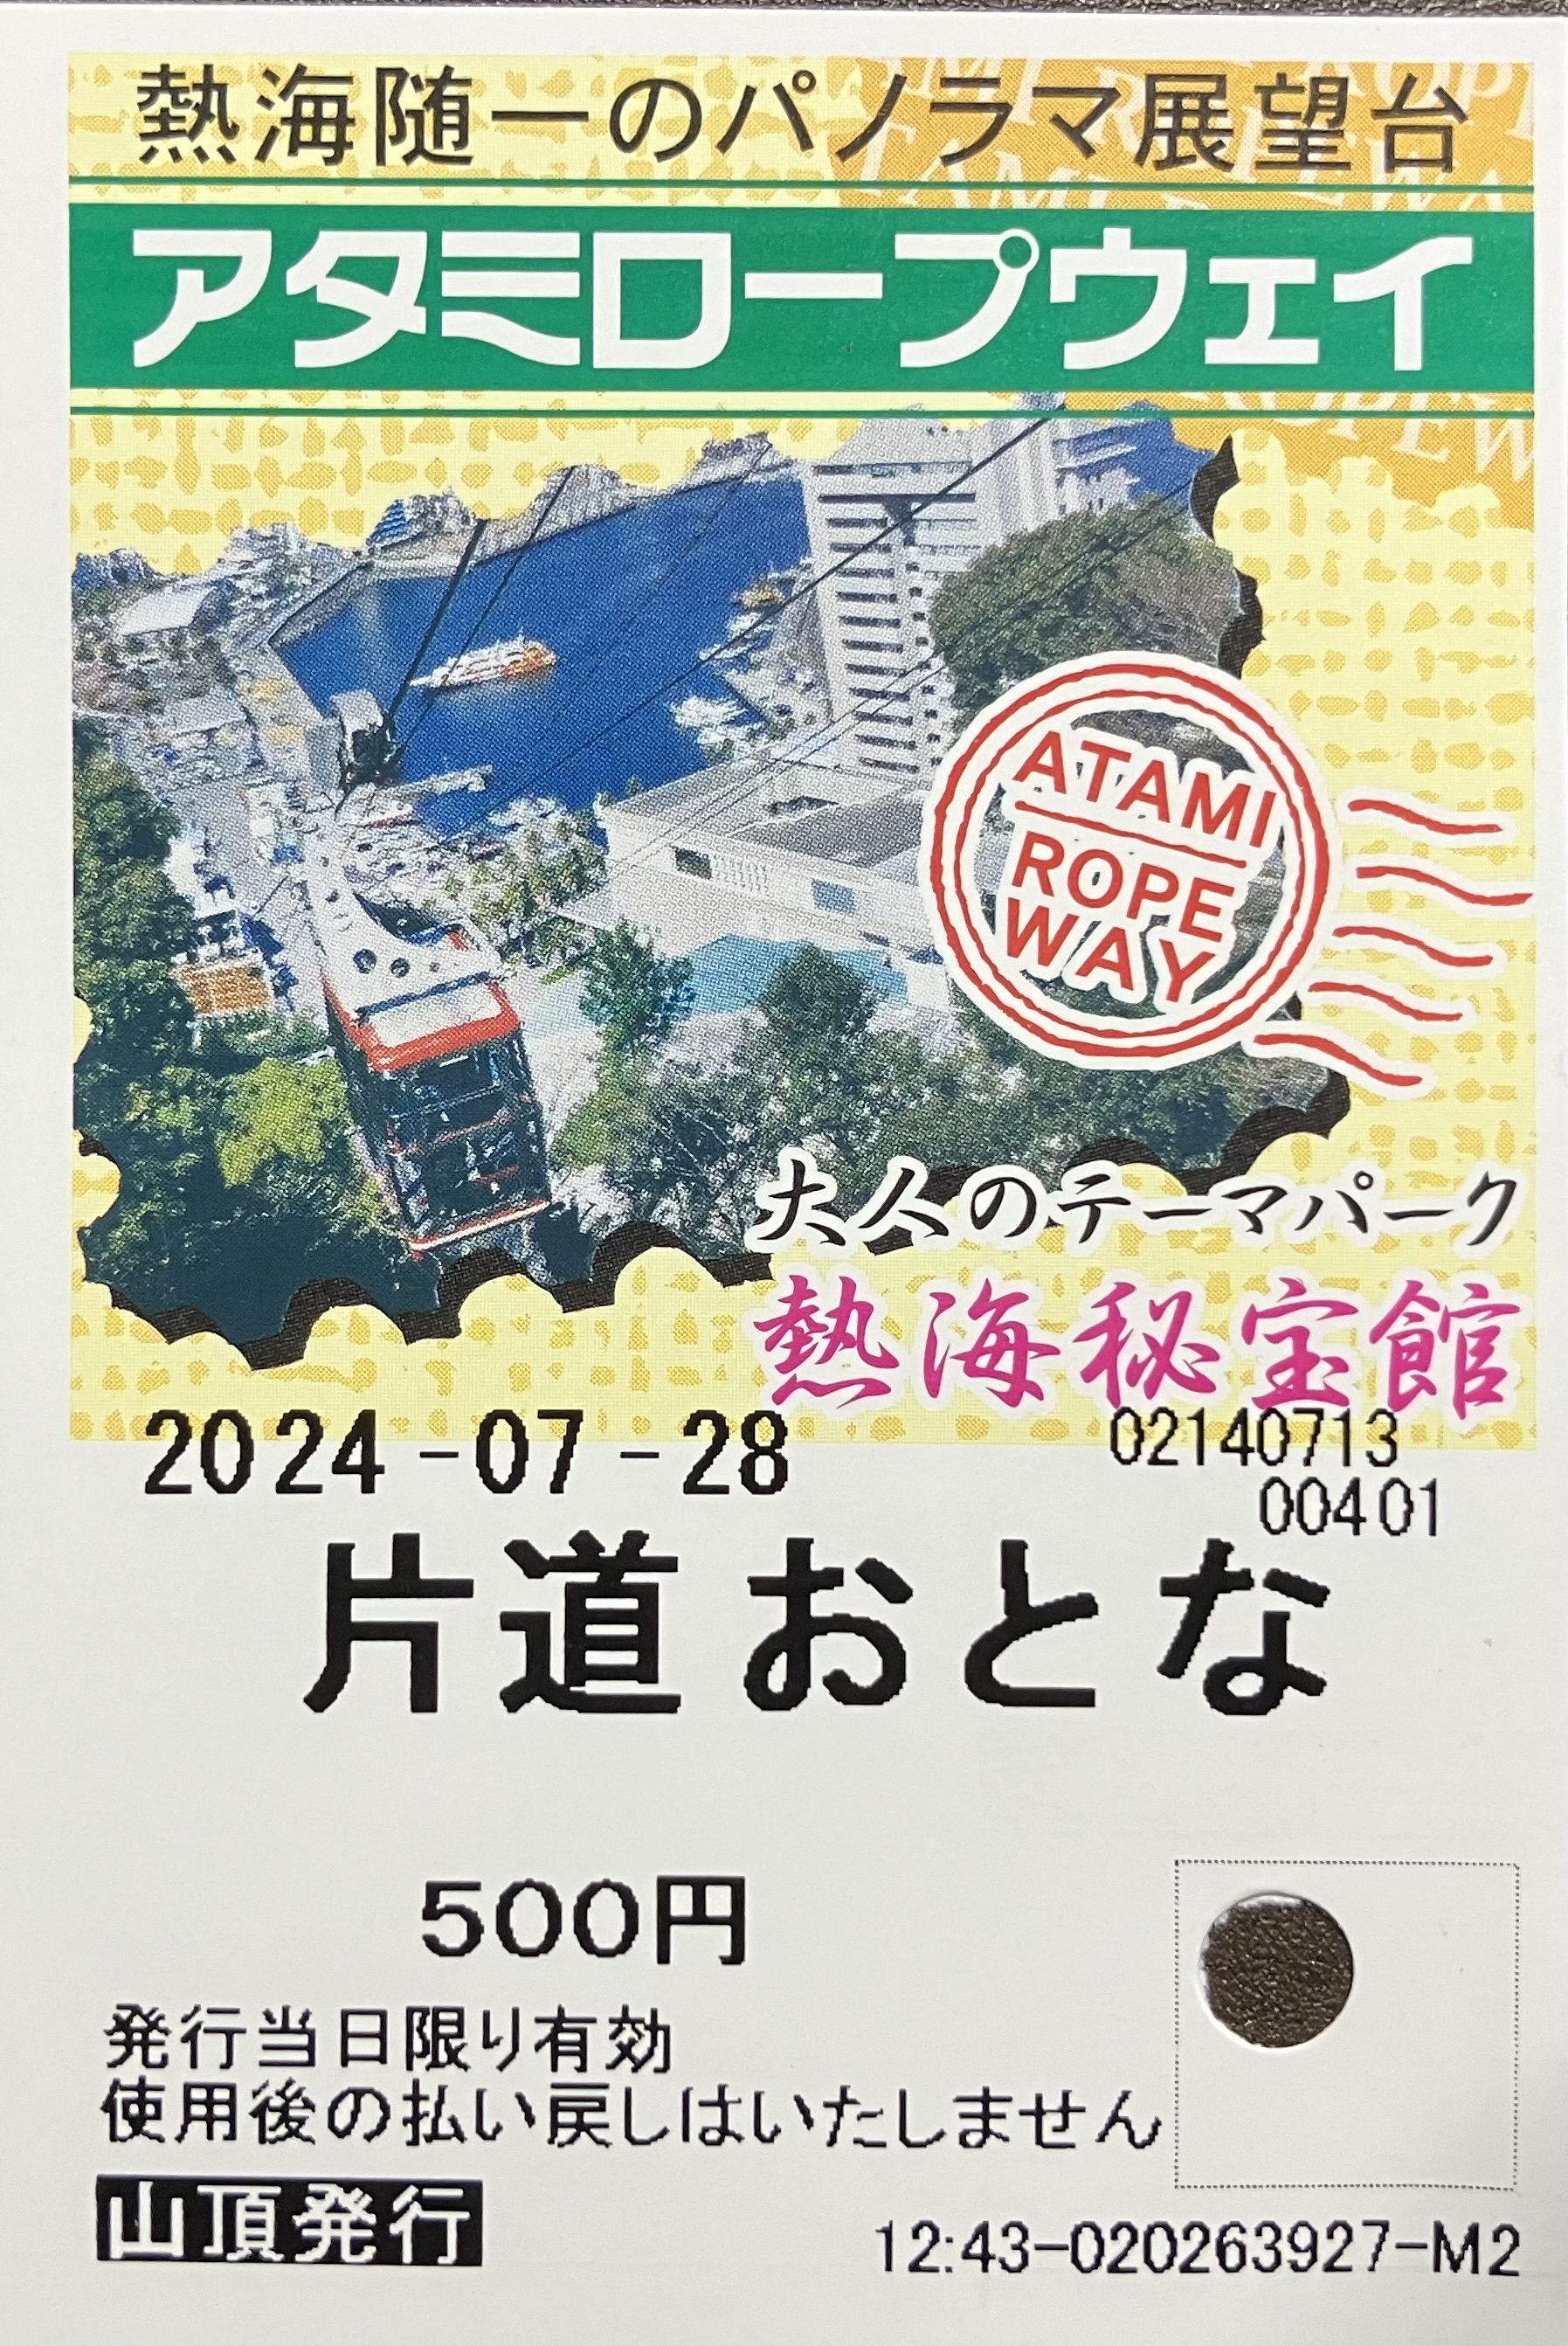 熱海随一のパノラマ展望台
アタミロープウェイ
ATAMI
ROPE
WAY
大人のテーマパーク
熱海秘宝館
2024-07-28
02140713
00401
片道おとな
500円
発行当日限り有効
使用後の払い戻しはいたしません
山頂発行
12:43-020263927-M2